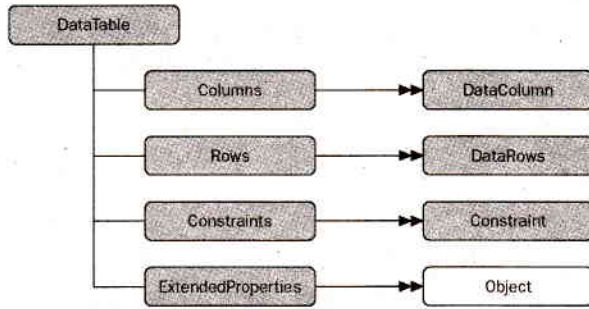 DataTable
Columns
DataColumn
Rows
DataRows
Constraints
Constraint
ExtendedProperties
Object